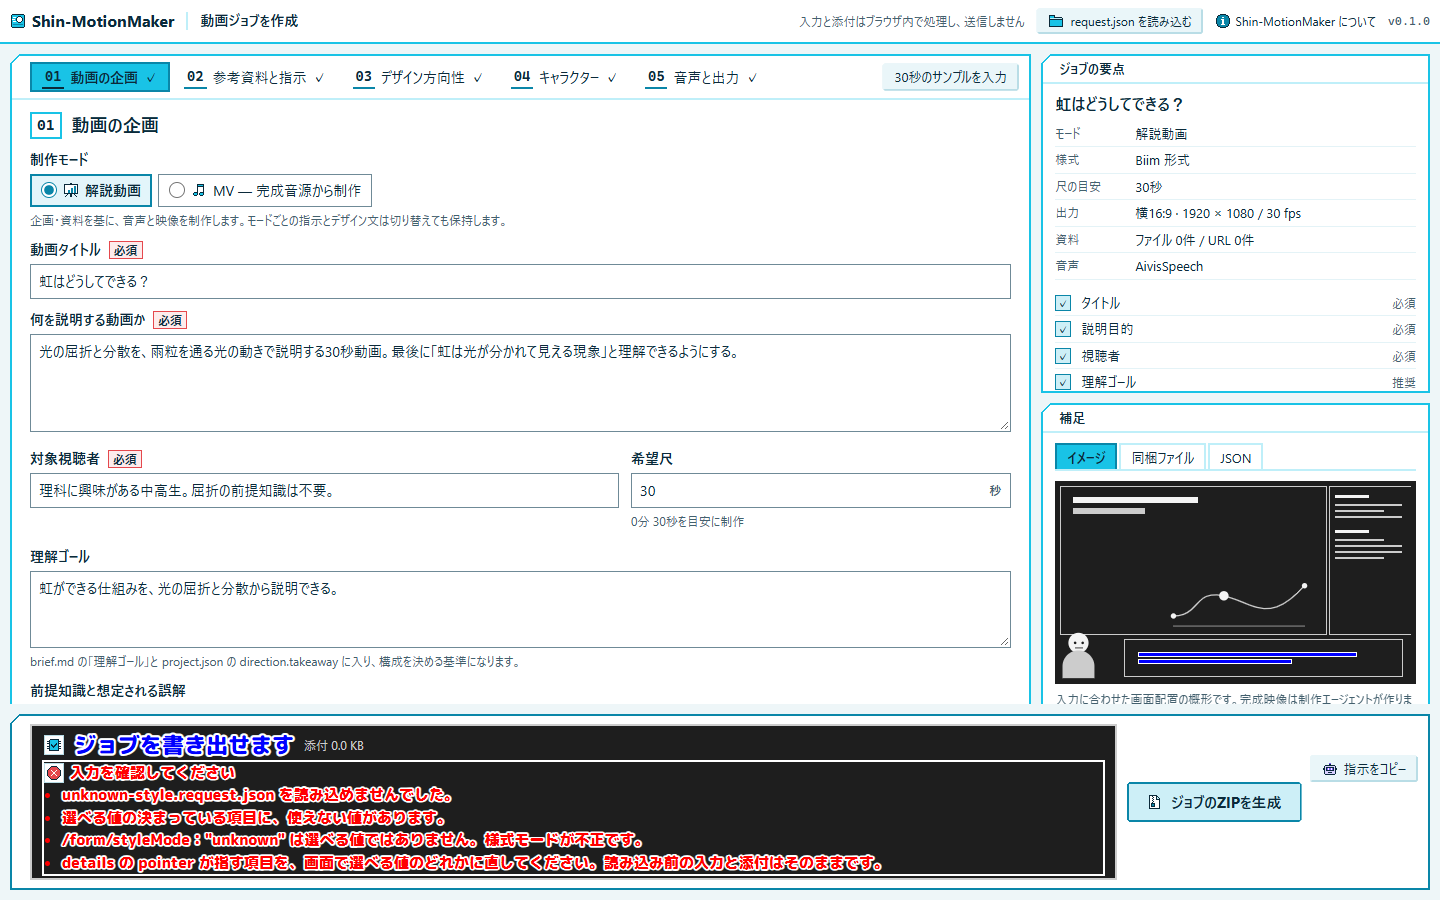 Shin-MotionMaker 動画ジョブを作成 入力と添付はブラウザ内で処理し、送信しません request.json を読み込む Shin-MotionMaker について v0.1.0
01 動画の企画 ✓ 02 参考資料と指示 ✓ 03 デザイン方向性 ✓ 04 キャラクター ✓ 05 音声と出力 ✓ 30秒のサンプルを入力
01 動画の企画
制作モード
解説動画 MV — 完成音源から制作
企画・資料を基に、音声と映像を制作します。モードごとの指示とデザイン文は切り替えても保持します。
動画タイトル 必須
虹はどうしてできる？
何を説明する動画か 必須
光の屈折と分散を、雨粒を通る光の動きで説明する30秒動画。最後に「虹は光が分かれて見える現象」と理解できるようにする。
対象視聴者 必須
理科に興味がある中高生。屈折の前提知識は不要。
希望尺
30 秒
0分 30秒を目安に制作
理解ゴール
虹ができる仕組みを、光の屈折と分散から説明できる。
brief.md の「理解ゴール」と project.json の direction.takeaway に入り、構成を決める基準になります。
前提知識と想定される誤解
ジョブの要点
虹はどうしてできる？
モード 解説動画
様式 Biim 形式
尺の目安 30秒
出力 横16:9 · 1920 × 1080 / 30 fps
資料 ファイル 0件 / URL 0件
音声 AivisSpeech
✓ タイトル 必須
✓ 説明目的 必須
✓ 視聴者 必須
✓ 理解ゴール 推奨
補足
イメージ 同梱ファイル JSON
入力に合わせた画面配置の概形です。完成映像は制作エージェントが作りま
ジョブを書き出せます 添付 0.0 KB
入力を確認してください
• unknown-style.request.json を読み込めませんでした。
• 選べる値の決まっている項目に、使えない値があります。
• /form/styleMode："unknown" は選べる値ではありません。様式モードが不正です。
• details の pointer が指す項目を、画面で選べる値のどれかに直してください。読み込み前の入力と添付はそのままです。
ジョブのZIPを生成
指示をコピー